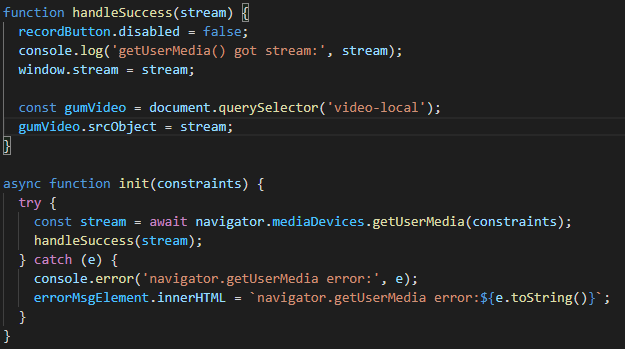 function handleSuccess(stream) {
  recordButton.disabled = false;
  console.log('getUserMedia() got stream:', stream);
  window.stream = stream;

  const gumVideo = document.querySelector('video-local');
  gumVideo.srcObject = stream;
}

async function init(constraints) {
  try {
    const stream = await navigator.mediaDevices.getUserMedia(constraints);
    handleSuccess(stream);
  } catch (e) {
    console.error('navigator.getUserMedia error:', e);
    errorMsgElement.innerHTML = `navigator.getUserMedia error:${e.toString()}`;
  }
}